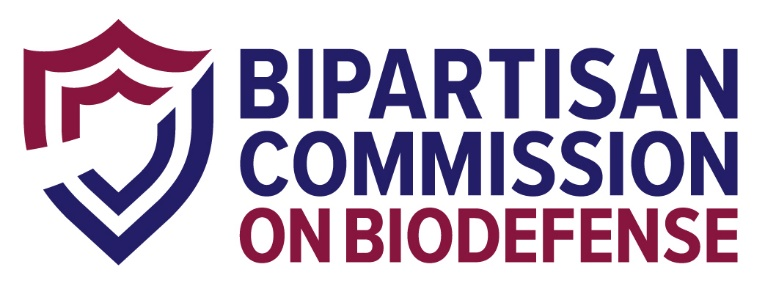 BIPARTISAN
COMMISSION
ON BIODEFENSE